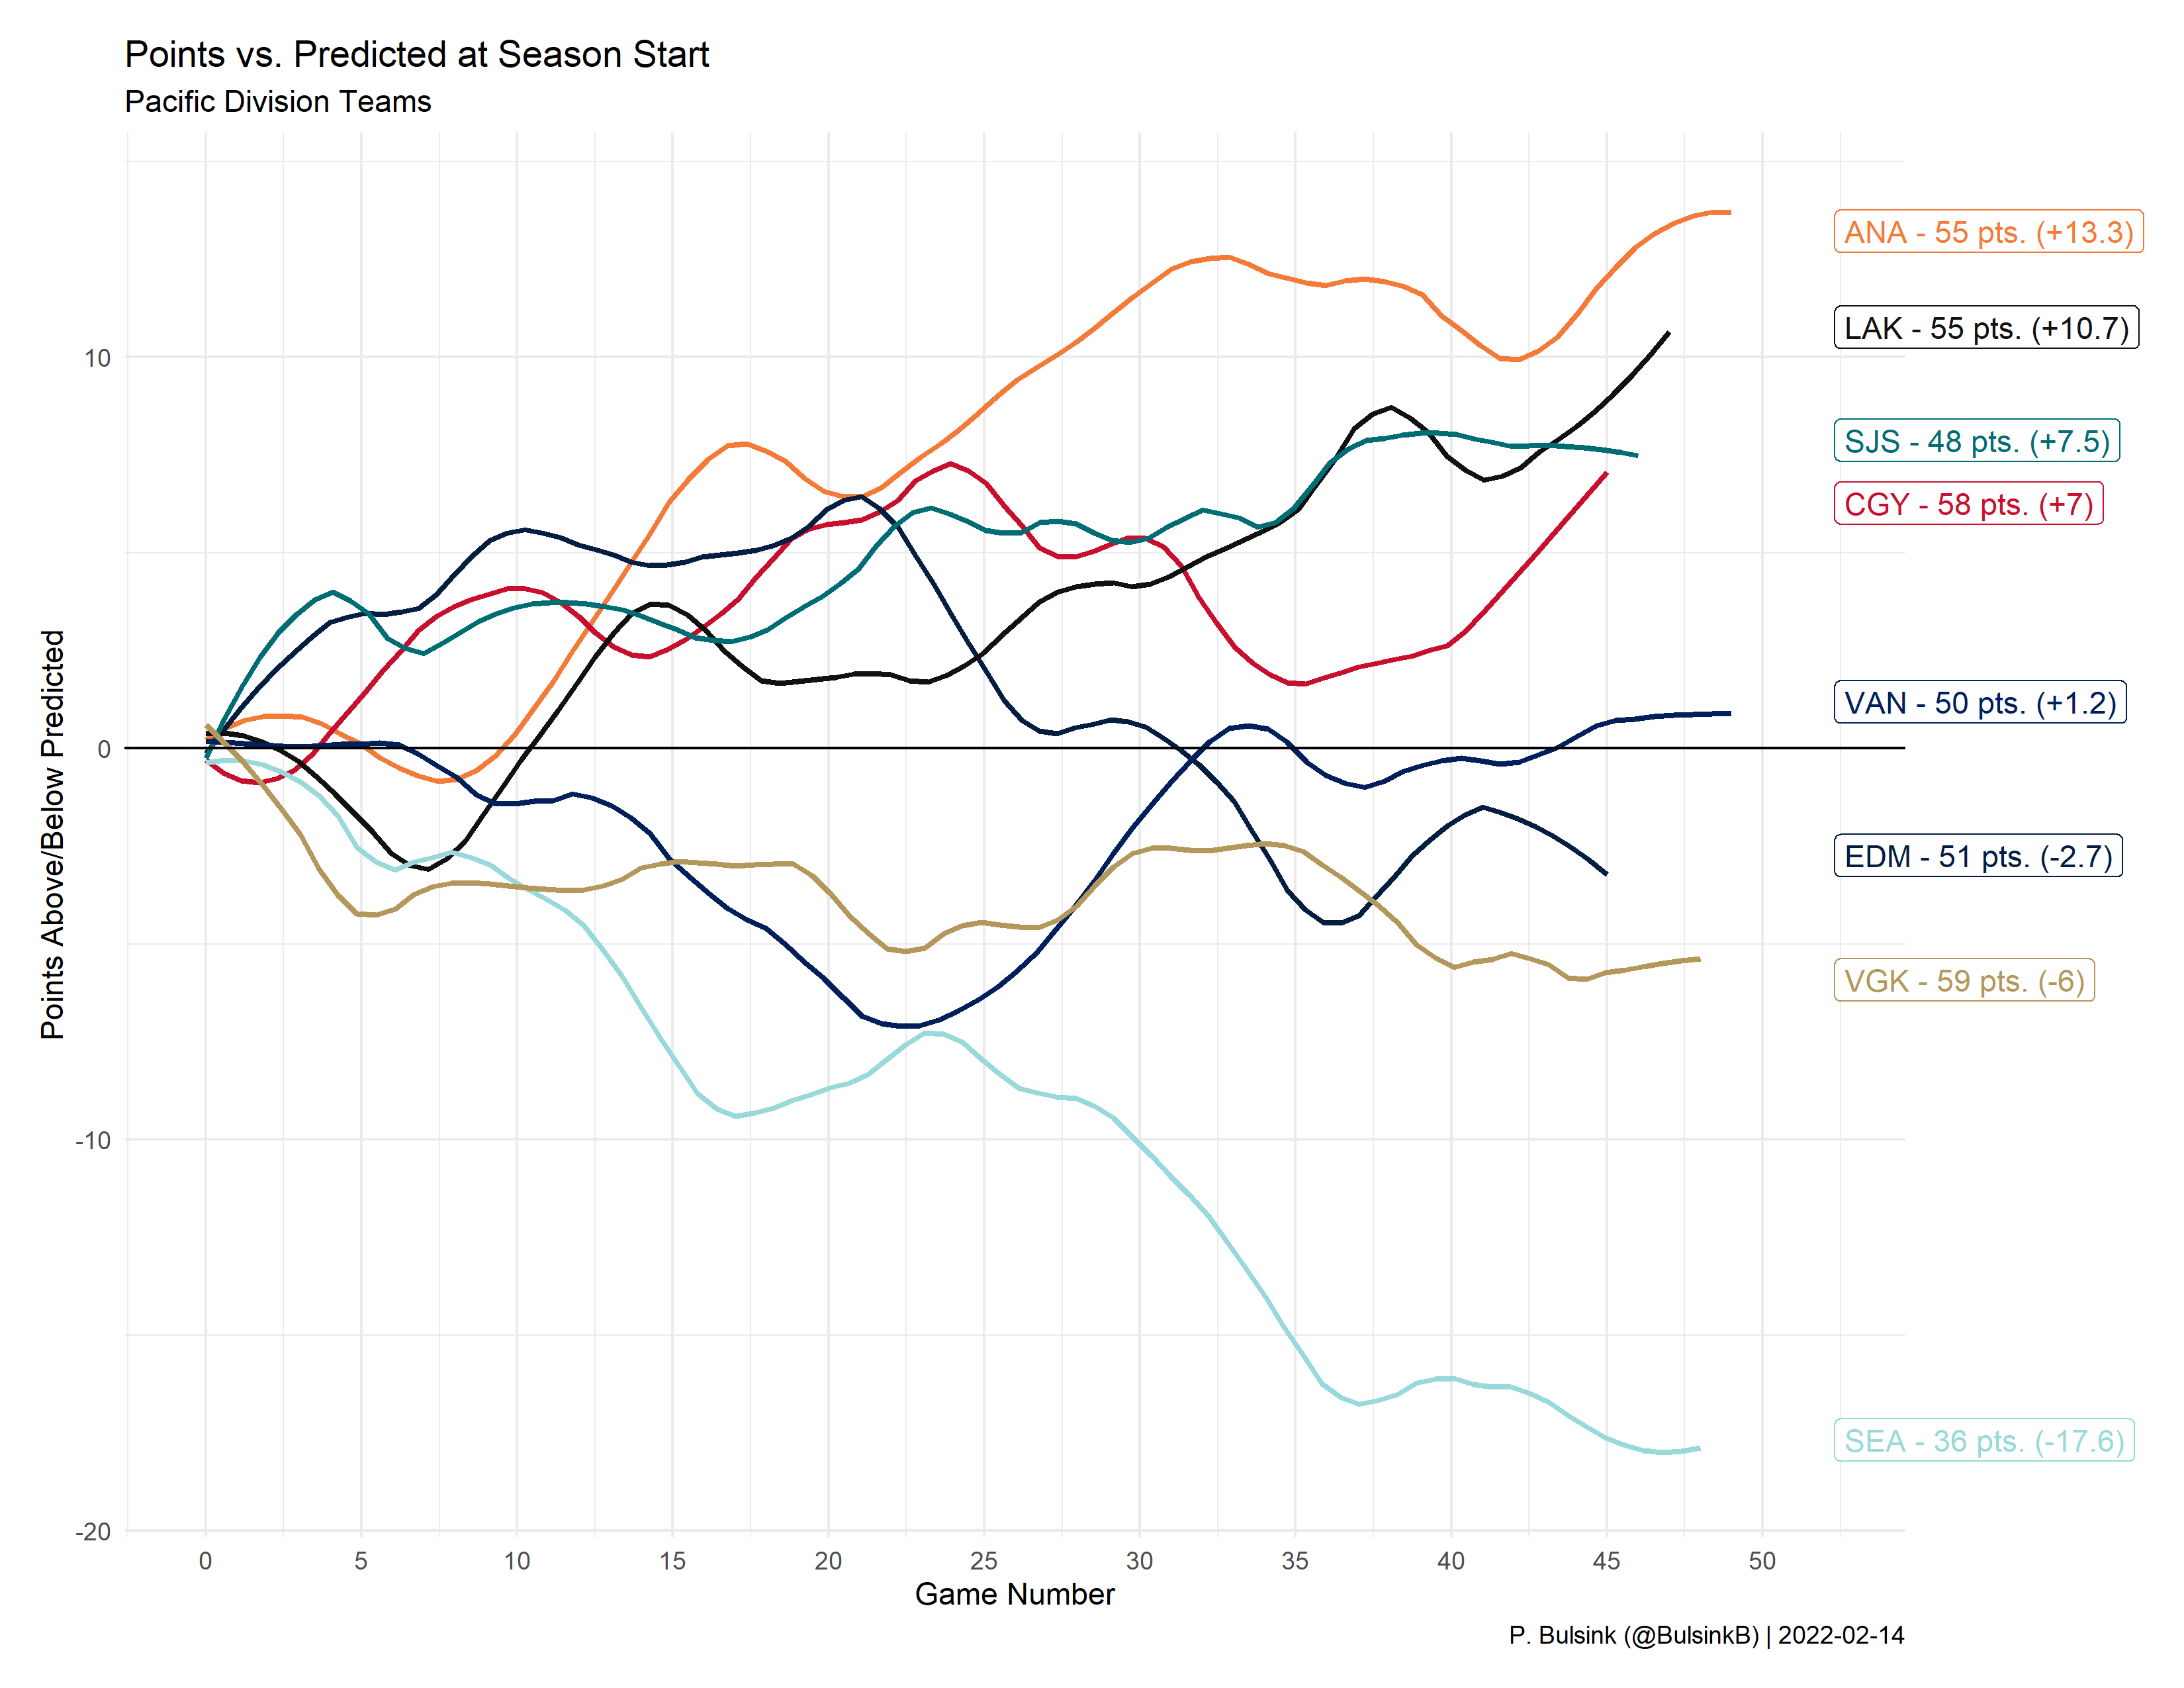 Points vs. Predicted at Season Start
Pacific Division Teams
Points Above/Below Predicted
10
0
-10
-20
ANA - 55 pts. (+13.3)
LAK - 55 pts. (+10.7)
SJS - 48 pts. (+7.5)
CGY - 58 pts. (+7)
VAN - 50 pts. (+1.2)
EDM - 51 pts. (-2.7)
VGK - 59 pts. (-6)
SEA - 36 pts. (-17.6)
0 5 10 15 20 25 30 35 40 45 50
Game Number
P. Bulsink (@BulsinkB) | 2022-02-14